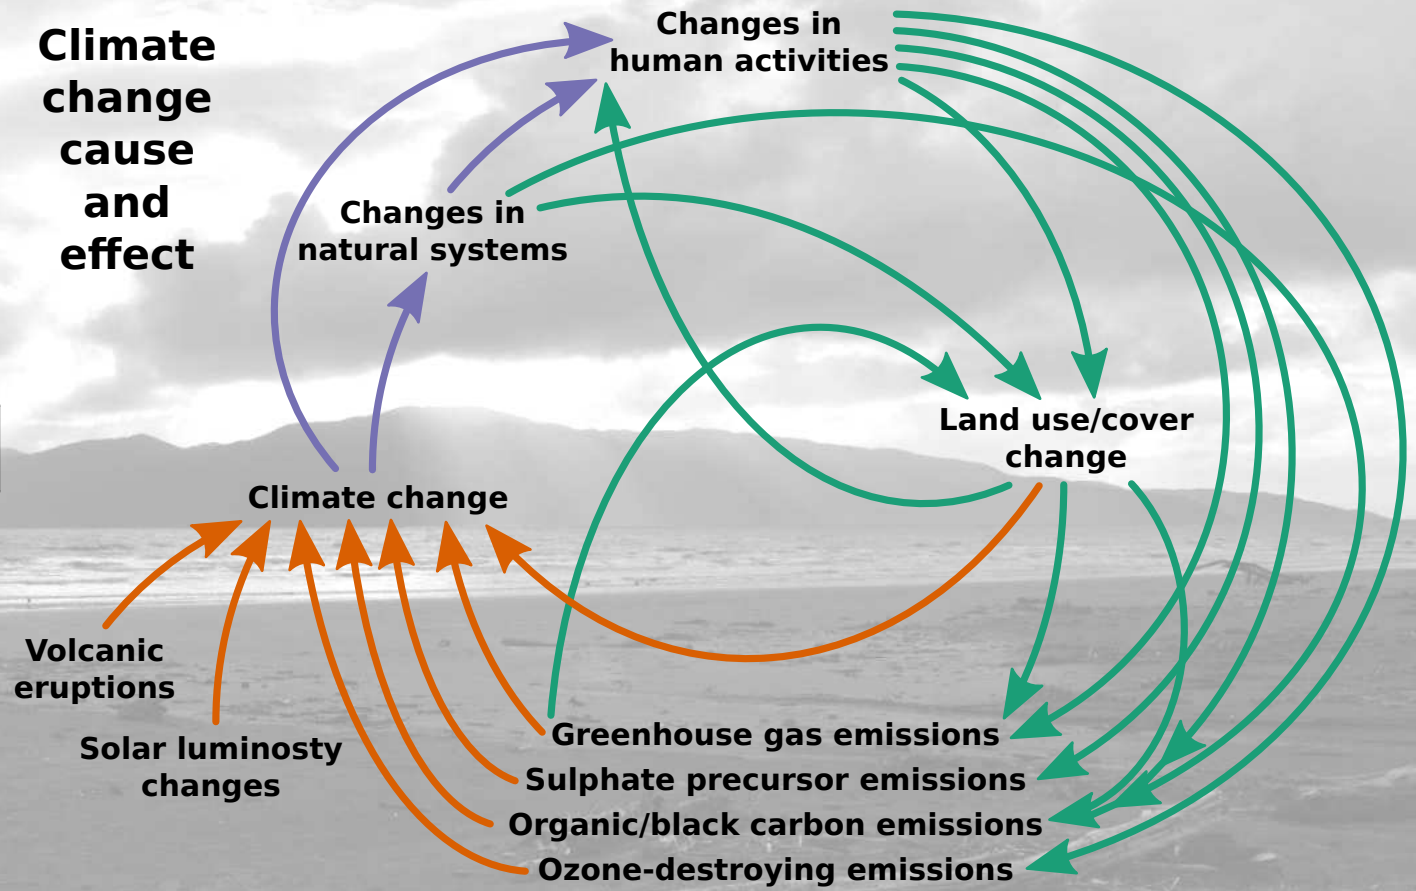 Climate
change
cause
and
effect
Changes in
human activities
Changes in
natural systems
Land use/cover
change
Climate change
Volcanic
eruptions
Solar luminosty
changes
Greenhouse gas emissions
Sulphate precursor emissions
Organic/black carbon emissions
Ozone-destroying emissions